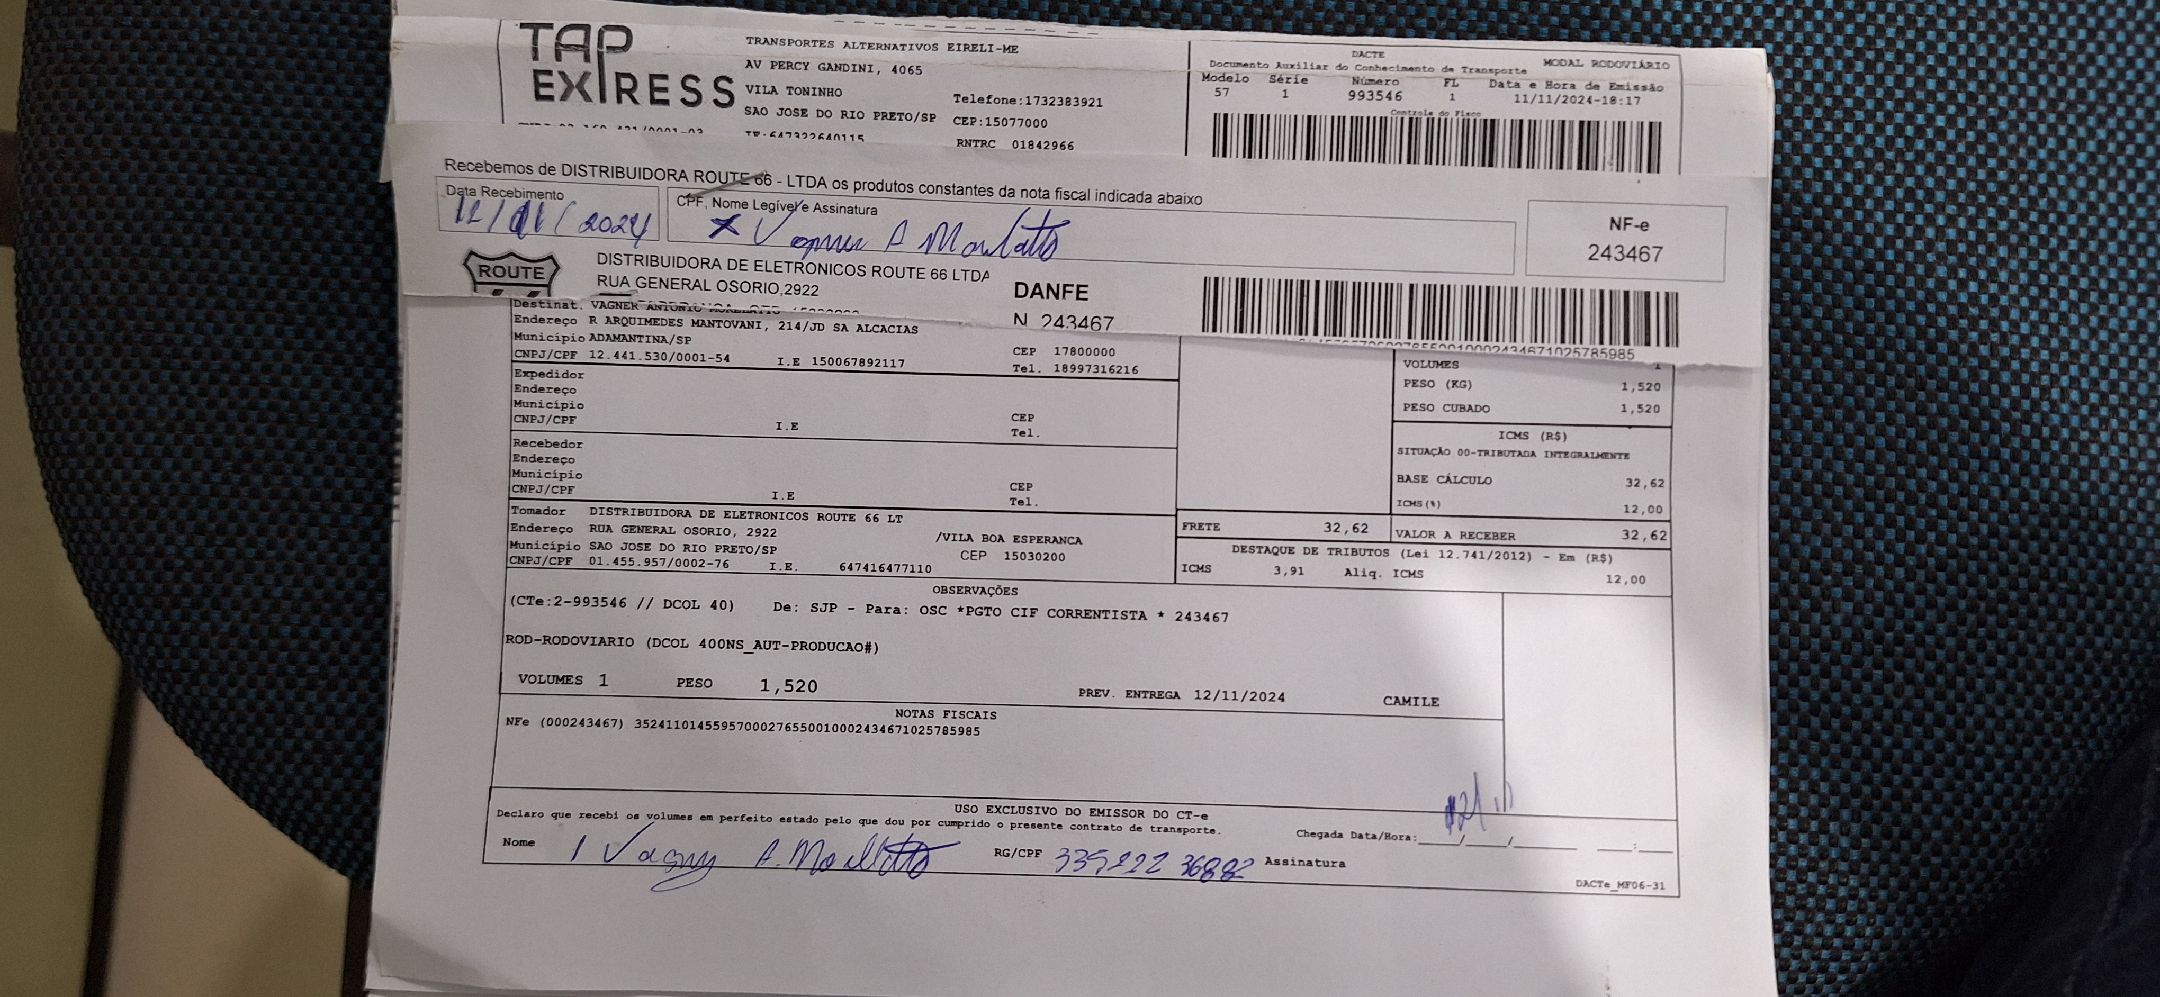 TAP EXPRESS
TRANSPORTES ALTERNATIVOS EIRELI-ME
AV PERCY GANDINI, 4065
VILA TONINHO
SAO JOSE DO RIO PRETO/SP
Telefone:1732383921
CEP:15077000
RNTRC 01842966
IE:647322640115
DACTE
Documento Auxiliar do Conhecimento de Transporte
MODAL RODOVIÁRIO
Modelo Série Número FL Data e Hora de Emissão
57 1 993546 1 11/11/2024-18:17
Controle do Fisco
Recebemos de DISTRIBUIDORA ROUTE 66 - LTDA os produtos constantes da nota fiscal indicada abaixo
Data Recebimento
12/11/2024
CPF, Nome Legível e Assinatura
NF-e
243467
ROUTE
DISTRIBUIDORA DE ELETRONICOS ROUTE 66 LTDA
RUA GENERAL OSORIO,2922
DANFE
N 243467
Destinat. VAGNER ANTONIO
Endereço R ARQUIMEDES MANTOVANI, 214/JD SA ALCACIAS
Município ADAMANTINA/SP CEP 17800000
CNPJ/CPF 12.441.530/0001-54 I.E 150067892117 Tel. 18997316216
Expedidor
Endereço
Município CEP
CNPJ/CPF I.E Tel.
Recebedor
Endereço
Município CEP
CNPJ/CPF I.E Tel.
Tomador DISTRIBUIDORA DE ELETRONICOS ROUTE 66 LT
Endereço RUA GENERAL OSORIO, 2922 /VILA BOA ESPERANCA
Município SAO JOSE DO RIO PRETO/SP CEP 15030200
CNPJ/CPF 01.455.957/0002-76 I.E. 647416477110
VOLUMES 1
PESO (KG) 1,520
PESO CUBADO 1,520
ICMS (R$)
SITUAÇÃO 00-TRIBUTADA INTEGRALMENTE
BASE CÁLCULO 32,62
ICMS(%) 12,00
FRETE 32,62 VALOR A RECEBER 32,62
DESTAQUE DE TRIBUTOS (Lei 12.741/2012) - Em (R$)
ICMS 3,91 Aliq. ICMS 12,00
OBSERVAÇÕES
(CTe:2-993546 // DCOL 40) De: SJP - Para: OSC *PGTO CIF CORRENTISTA * 243467
ROD-RODOVIARIO (DCOL 400NS_AUT-PRODUCAO#)
VOLUMES 1 PESO 1,520 PREV. ENTREGA 12/11/2024 CAMILE
NOTAS FISCAIS
NFe (000243467) 35241101455957000276550010002434671025785985
USO EXCLUSIVO DO EMISSOR DO CT-e
Declaro que recebi os volumes em perfeito estado pelo que dou por cumprido o presente contrato de transporte.
Chegada Data/Hora:
Nome RG/CPF Assinatura
DACTe_MF06-31